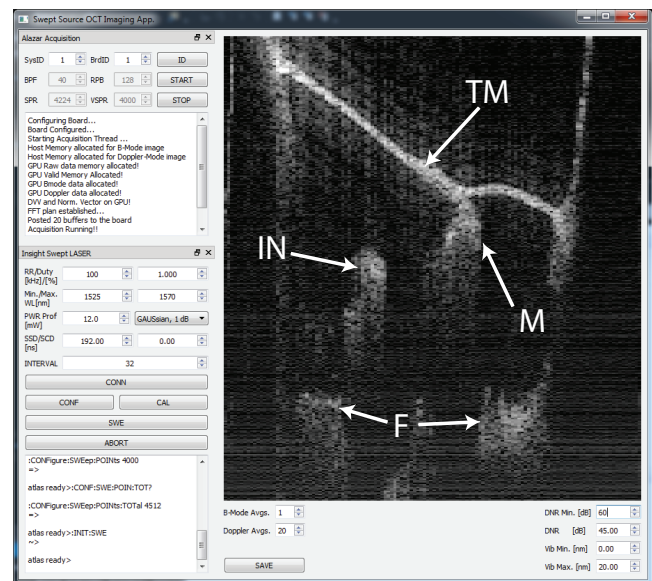 Swept Source OCT Imaging App.
Alazar Acquisition
SysID 1 BrdID 1 ID
BPF 40 RPB 128 START
SPR 4224 VSPR 4000 STOP
Configuring Board...
Board Configured...
Starting Acquisition Thread ...
Host Memory allocated for B-Mode image
Host Memory allocated for Doppler-Mode image
GPU Raw data memory allocated!
GPU Valid Memory Allocated!
GPU Bmode data allocated!
GPU Doppler data allocated!
DVV and Norm. Vector on GPU!
FFT plan established...
Posted 20 buffers to the board
Acquisition Running!!
Insight Swept LASER
RR/Duty [kHz]/[%] 100 1.000
Min./Max. WL[nm] 1525 1570
PWR Prof [mW] 12.0 GAUSsian, 1 dB
SSD/SCD [ns] 192.00 0.00
INTERVAL 32
CONN
CONF CAL
SWE
ABORT
:CONFigure:SWEep:POINts 4000
=>
atlas ready>:CONF:SWE:POIN:TOT?
:CONFigure:SWEep:POINts:TOTal 4512
=>
atlas ready>:INIT:SWE
~>
atlas ready>
TM
IN
M
F
B-Mode Avgs. 1
Doppler Avgs. 20
SAVE
DNR Min. [dB] 60
DNR [dB] 45.00
Vib Min. [nm] 0.00
Vib Max. [nm] 20.00